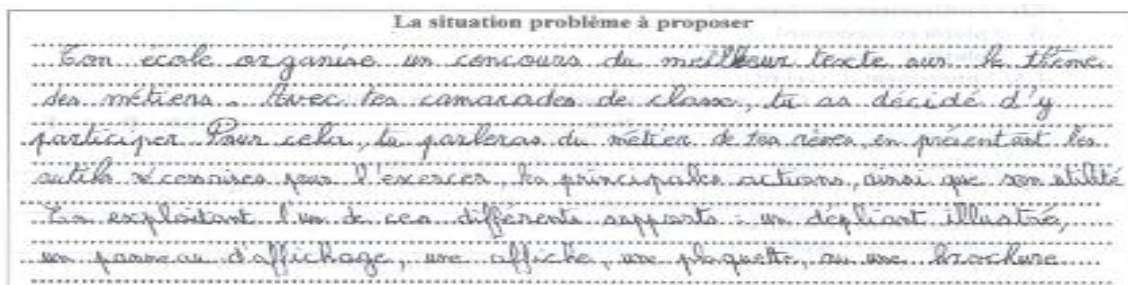 La situation problème à proposer
Ton école organise un concours du meilleur texte sur le thème
des métiers. Avec tes camarades de classe, tu as décidé d'y
participer Pour cela, tu parleras du métier de tes rêves, en présentant les
outils nécessaires pour l'exercer, les principales actions, ainsi que son utilité
En exploitant l'un de ces différents supports : un dépliant illustré,
un panneau d'affichage, une affiche, une plaquette, ou une brochure